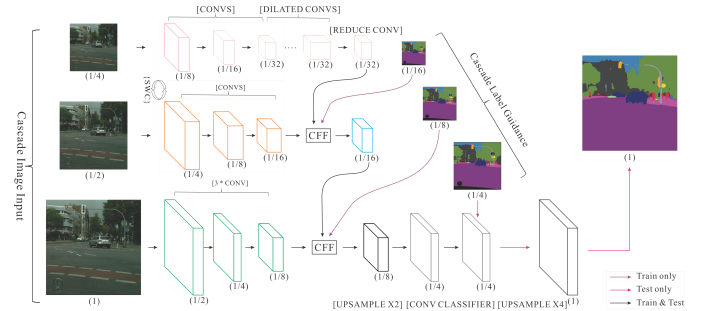 [CONVS]
[DILATED CONVS]
[REDUCE CONV]
(1/4)
(1/8)
(1/16)
(1/32)
(1/32)
(1/32)
(1/16)
Cascade Label Guidance
Cascade Image Input
[SWC]
[CONVS]
(1/2)
(1/4)
(1/8)
(1/16)
CFF
(1/16)
(1/8)
(1/4)
(1)
[3 * CONV]
(1)
(1/2)
(1/4)
(1/8)
CFF
(1/8)
(1/4)
(1/4)
(1)
[UPSAMPLE X2]
[CONV CLASSIFIER]
[UPSAMPLE X4]
Train only
Test only
Train & Test